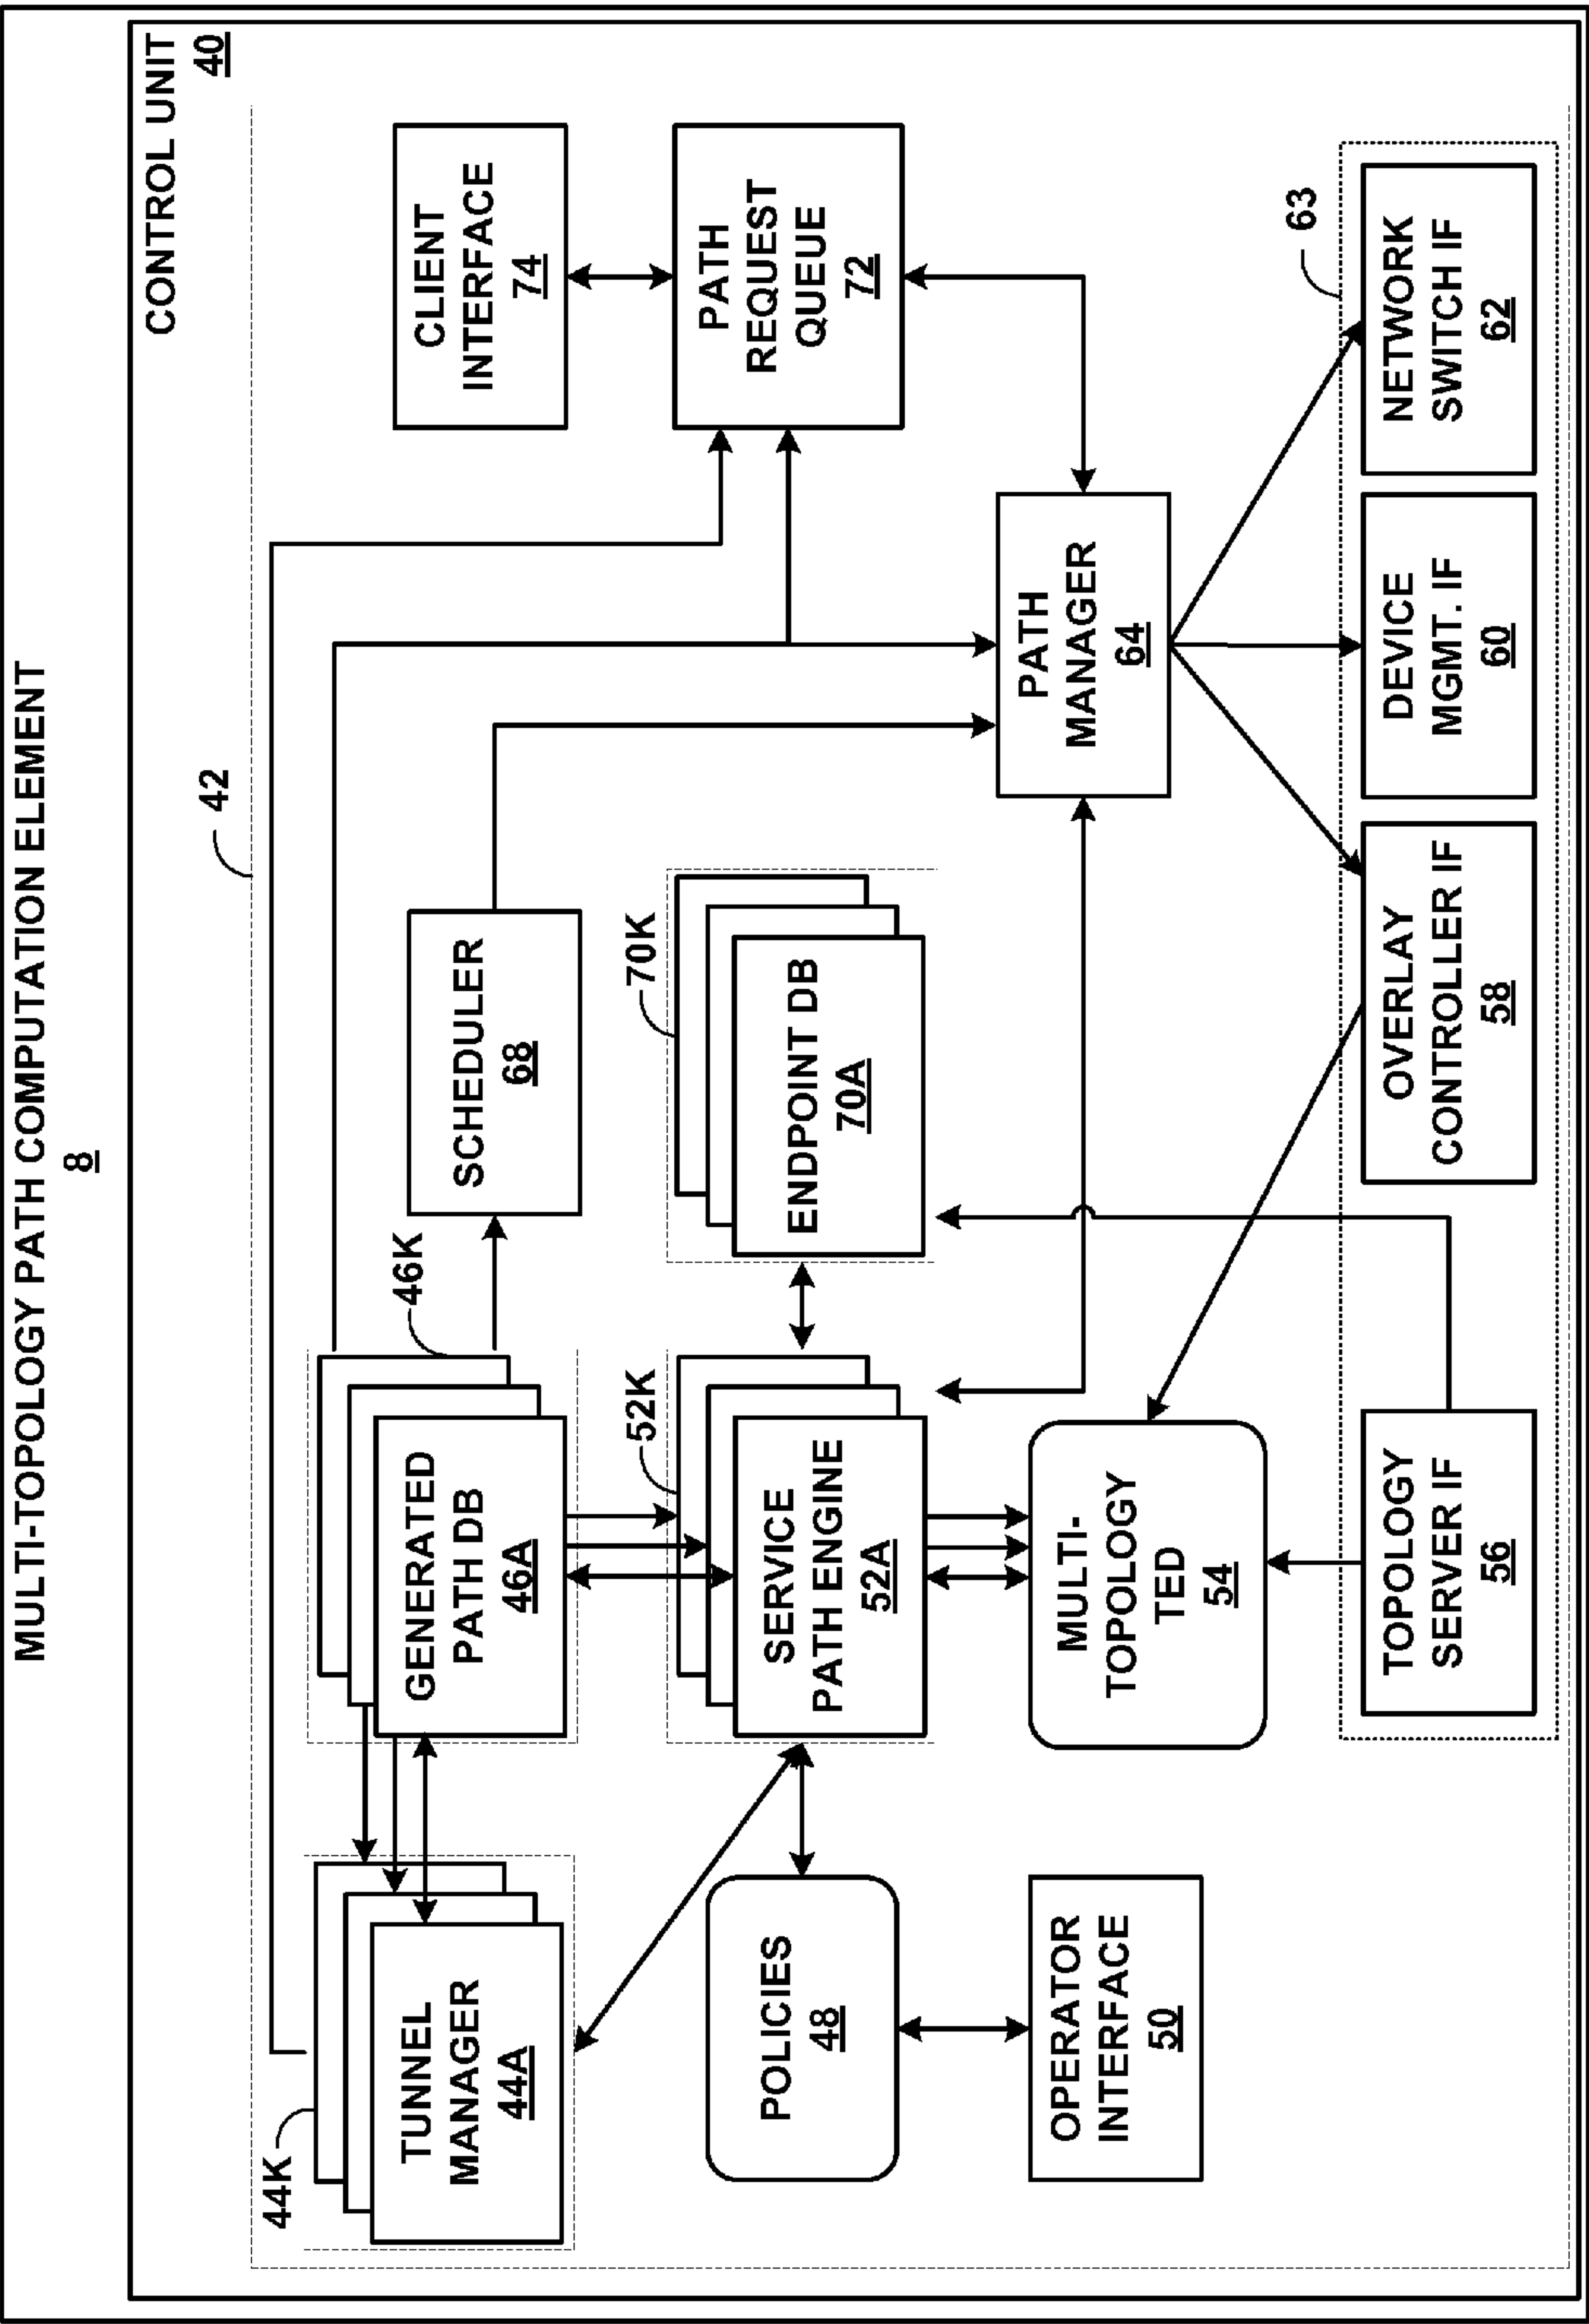 MULTI-TOPOLOGY PATH COMPUTATION ELEMENT
8
CONTROL UNIT
40
42
44K
TUNNEL
MANAGER
44A
46K
GENERATED
PATH DB
46A
SCHEDULER
68
CLIENT
INTERFACE
74
POLICIES
48
52K
SERVICE
PATH ENGINE
52A
70K
ENDPOINT DB
70A
PATH
REQUEST
QUEUE
72
OPERATOR
INTERFACE
50
MULTI-
TOPOLOGY
TED
54
PATH
MANAGER
64
63
TOPOLOGY
SERVER IF
56
OVERLAY
CONTROLLER IF
58
DEVICE
MGMT. IF
60
NETWORK
SWITCH IF
62